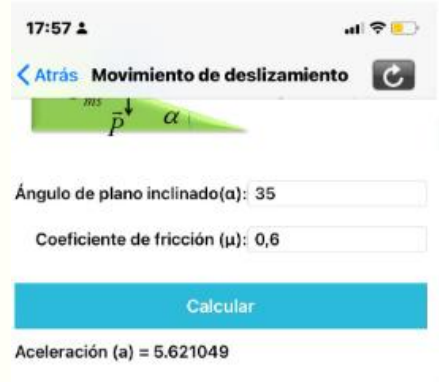 17:57
Atrás Movimiento de deslizamiento
ms
P α
Ángulo de plano inclinado(α): 35
Coeficiente de fricción (μ): 0,6
Calcular
Aceleración (a) = 5.621049